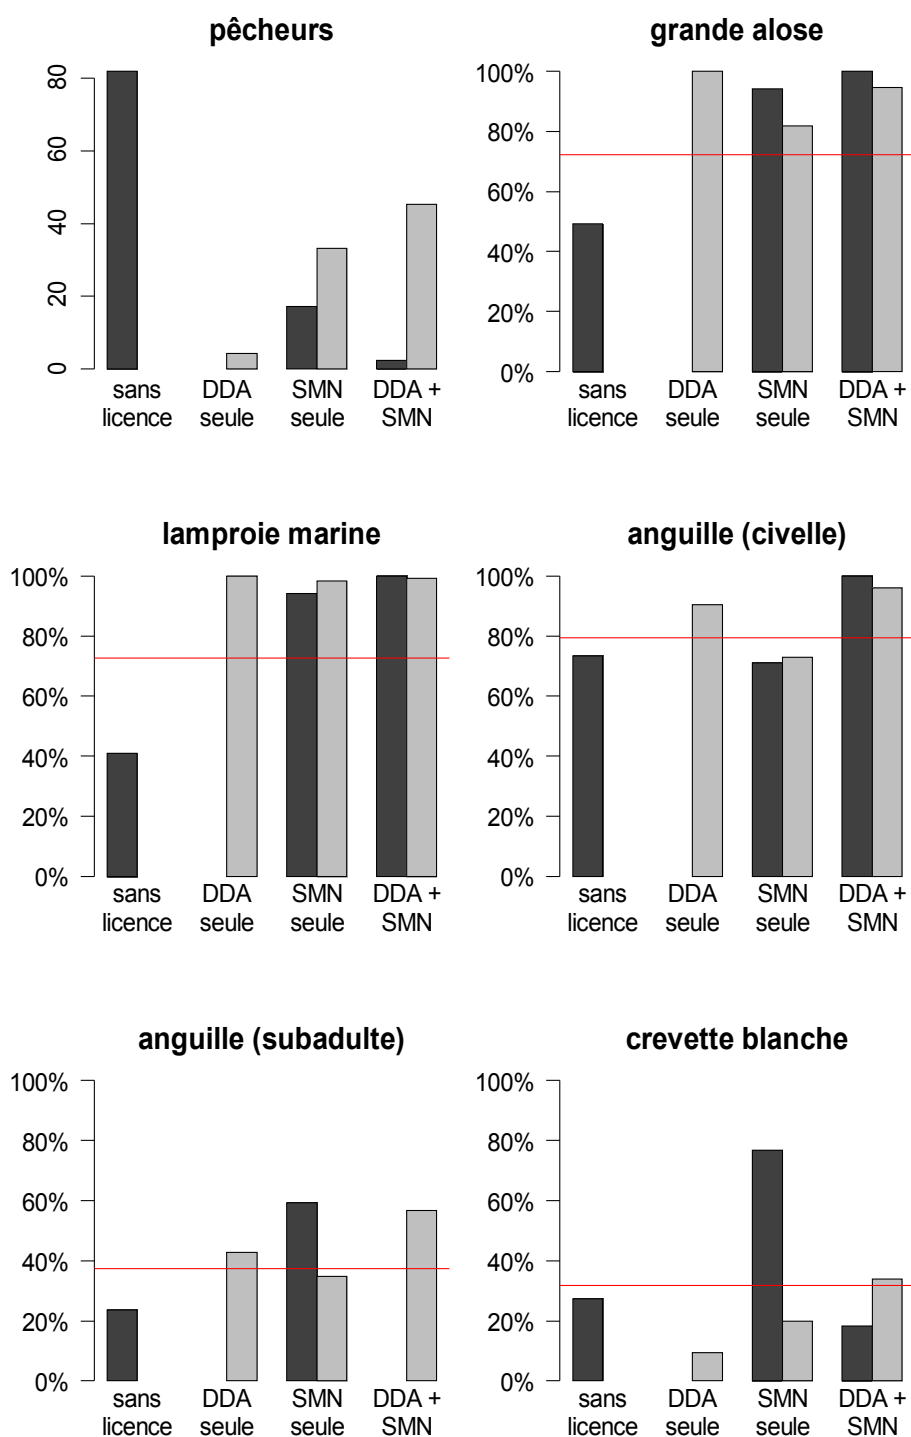 pêcheurs
80
60
40
20
0
sans licence
DDA seule
SMN seule
DDA + SMN
grande alose
100%
80%
60%
40%
20%
0%
sans licence
DDA seule
SMN seule
DDA + SMN
lamproie marine
100%
80%
60%
40%
20%
0%
sans licence
DDA seule
SMN seule
DDA + SMN
anguille (civelle)
100%
80%
60%
40%
20%
0%
sans licence
DDA seule
SMN seule
DDA + SMN
anguille (subadulte)
100%
80%
60%
40%
20%
0%
sans licence
DDA seule
SMN seule
DDA + SMN
crevette blanche
100%
80%
60%
40%
20%
0%
sans licence
DDA seule
SMN seule
DDA + SMN